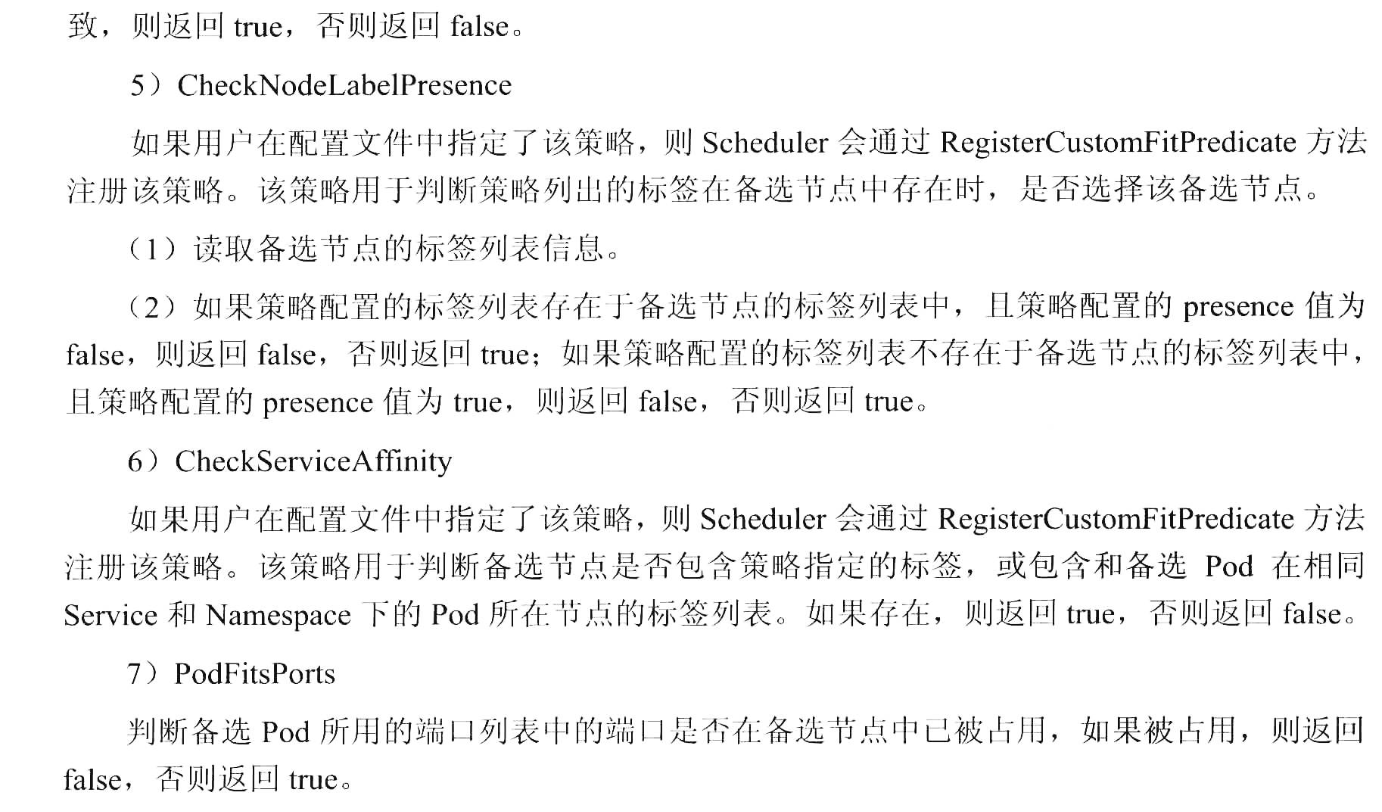 致，则返回 true，否则返回 false。
5）CheckNodeLabelPresence
如果用户在配置文件中指定了该策略，则 Scheduler 会通过 RegisterCustomFitPredicate 方法
注册该策略。该策略用于判断策略列出的标签在备选节点中存在时，是否选择该备选节点。
（1）读取备选节点的标签列表信息。
（2）如果策略配置的标签列表存在于备选节点的标签列表中，且策略配置的 presence 值为
false，则返回 false，否则返回 true；如果策略配置的标签列表不存在于备选节点的标签列表中，
且策略配置的 presence 值为 true，则返回 false，否则返回 true。
6）CheckServiceAffinity
如果用户在配置文件中指定了该策略，则 Scheduler 会通过 RegisterCustomFitPredicate 方法
注册该策略。该策略用于判断备选节点是否包含策略指定的标签，或包含和备选 Pod 在相同
Service 和 Namespace 下的 Pod 所在节点的标签列表。如果存在，则返回 true，否则返回 false。
7）PodFitsPorts
判断备选 Pod 所用的端口列表中的端口是否在备选节点中已被占用，如果被占用，则返回
false，否则返回 true。